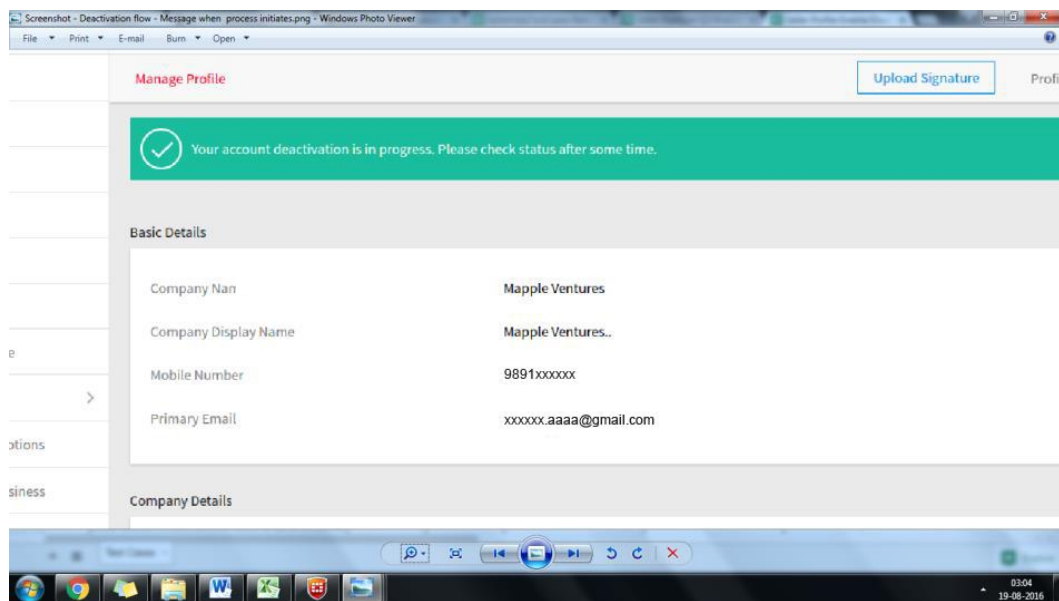 Screenshot - Deactivation flow - Message when process initiates.png - Windows Photo Viewer
File Print E-mail Burn Open
Manage Profile Upload Signature Profi
Your account deactivation is in progress. Please check status after some time.
Basic Details
Company Nan Mapple Ventures
Company Display Name Mapple Ventures..
e
Mobile Number 9891xxxxxx
Primary Email xxxxxx.aaaa@gmail.com
otions
siness
Company Details
03:04
19-08-2016